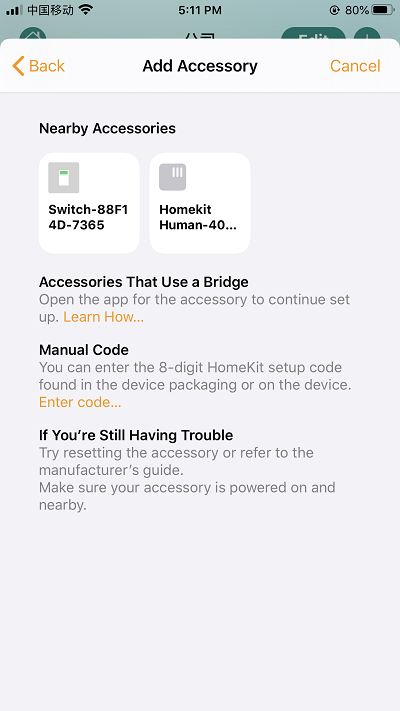 中国移动 5:11 PM 80%
公司 Edit
Back Add Accessory Cancel
Nearby Accessories
Switch-88F1 Homekit
4D-7365 Human-40...
Accessories That Use a Bridge
Open the app for the accessory to continue set
up. Learn How...
Manual Code
You can enter the 8-digit HomeKit setup code
found in the device packaging or on the device.
Enter code...
If You’re Still Having Trouble
Try resetting the accessory or refer to the
manufacturer’s guide.
Make sure your accessory is powered on and
nearby.